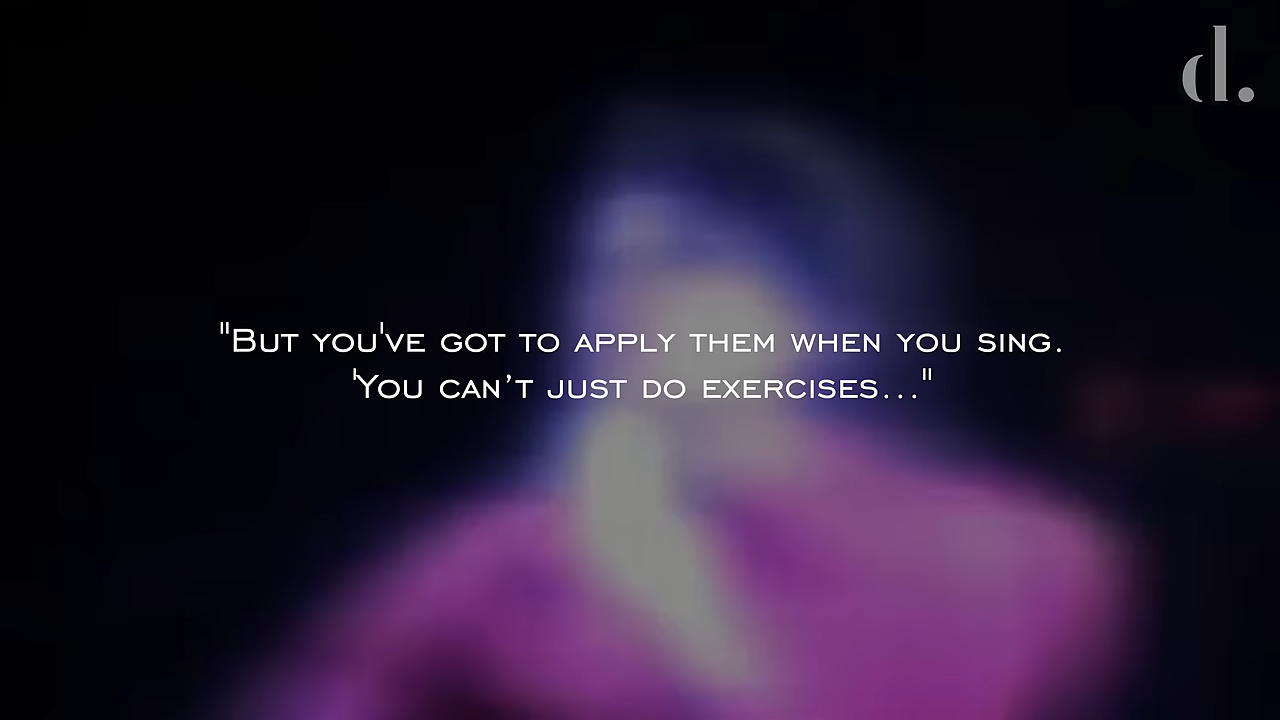 d.
"But you've got to apply them when you sing.
'You can’t just do exercises..."